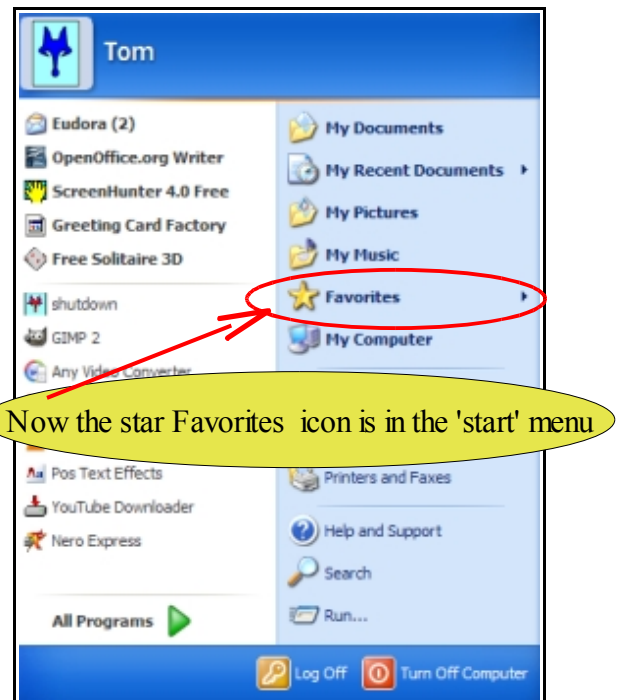 Tom
Eudora (2)
OpenOffice.org Writer
ScreenHunter 4.0 Free
Greeting Card Factory
Free Solitaire 3D
shutdown
GIMP 2
Any Video Converter
Pos Text Effects
YouTube Downloader
Nero Express
All Programs
My Documents
My Recent Documents
My Pictures
My Music
Favorites
My Computer
Now the star Favorites icon is in the 'start' menu
Printers and Faxes
Help and Support
Search
Run...
Log Off
Turn Off Computer